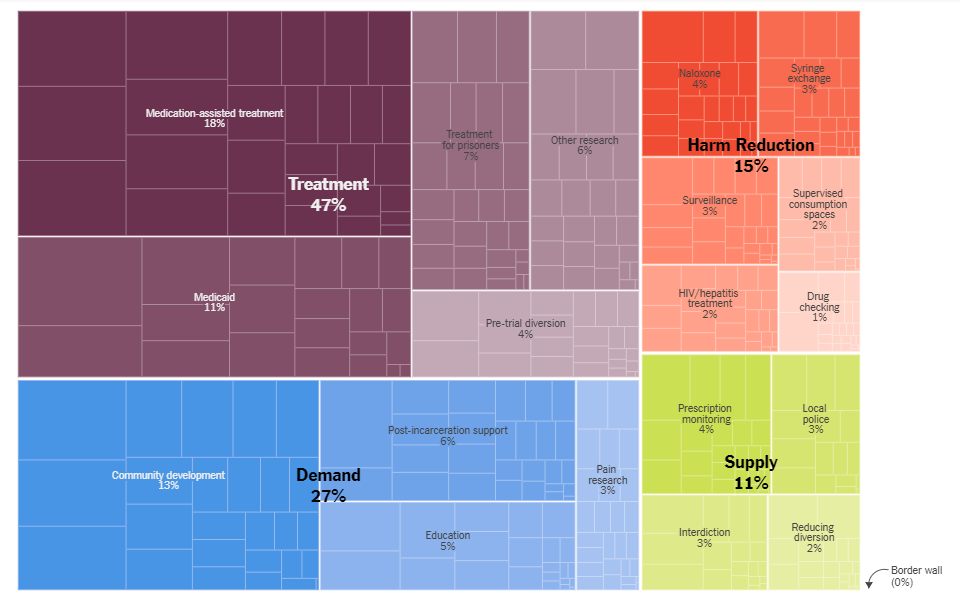 Medication-assisted treatment
18%
Treatment
47%
Treatment
for prisoners
7%
Other research
6%
Medicaid
11%
Pre-trial diversion
4%
Naloxone
4%
Syringe
exchange
3%
Harm Reduction
15%
Surveillance
3%
Supervised
consumption
spaces
2%
HIV/hepatitis
treatment
2%
Drug
checking
1%
Community development
13%
Demand
27%
Post-incarceration support
6%
Education
5%
Pain
research
3%
Prescription
monitoring
4%
Local
police
3%
Supply
11%
Interdiction
3%
Reducing
diversion
2%
Border wall
(0%)